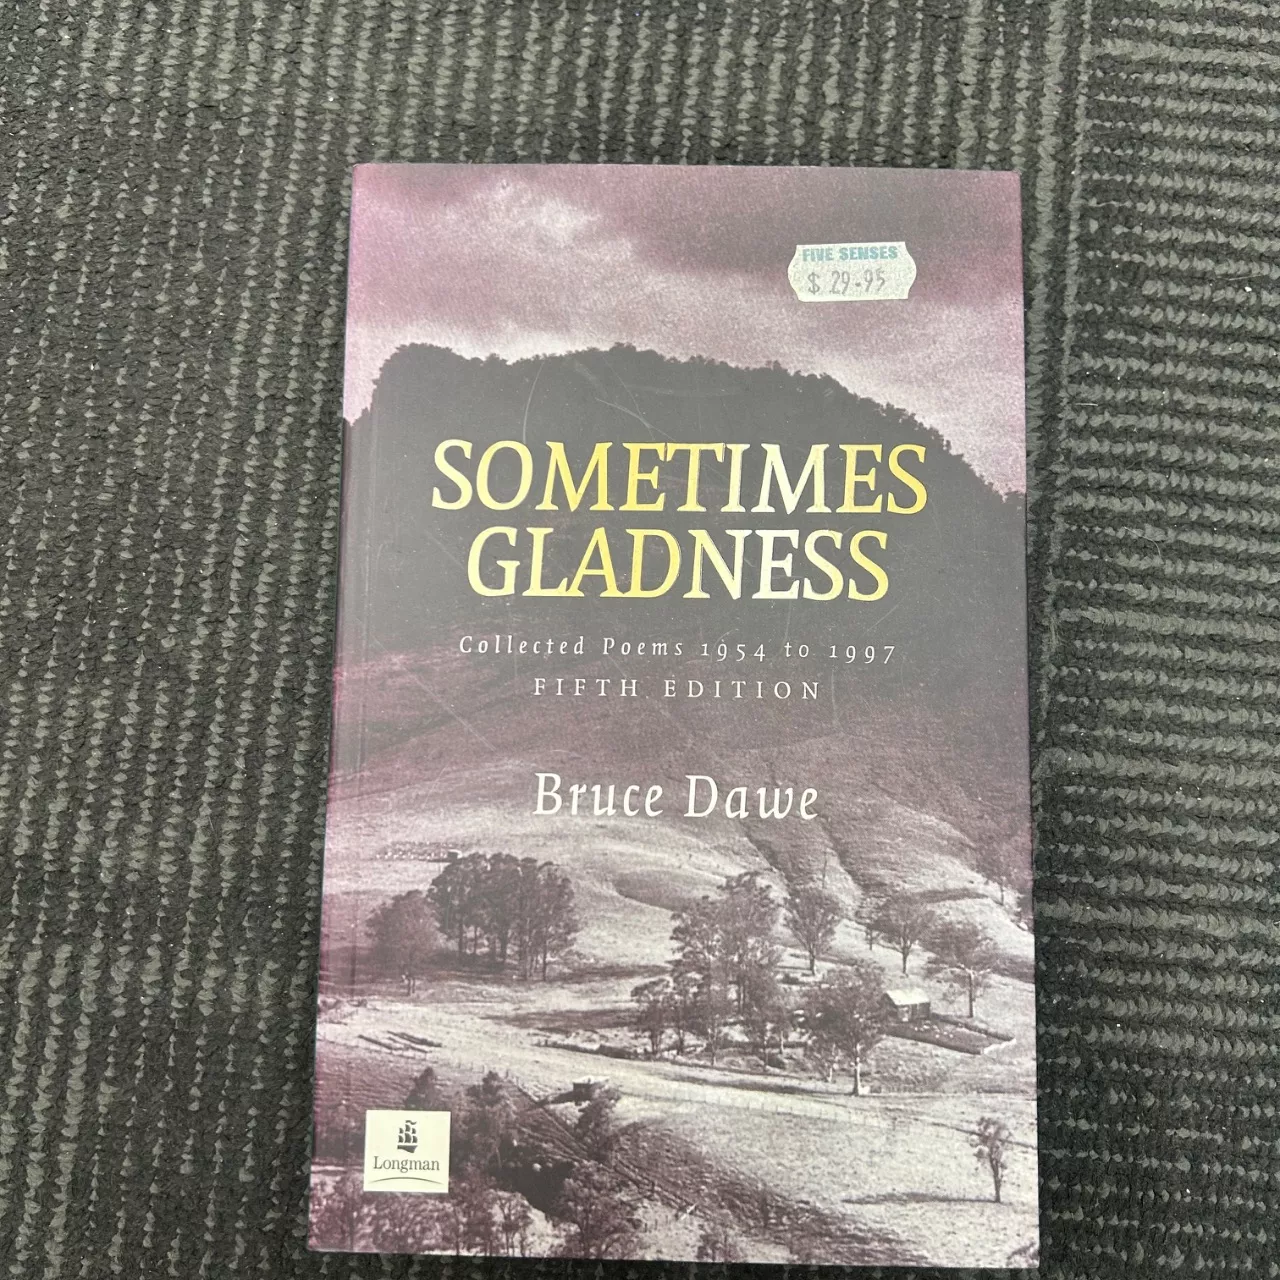 FIVE SENSES
$ 29-95
SOMETIMES
GLADNESS
Collected Poems 1954 to 1997
FIFTH EDITION
Bruce Dawe
Longman